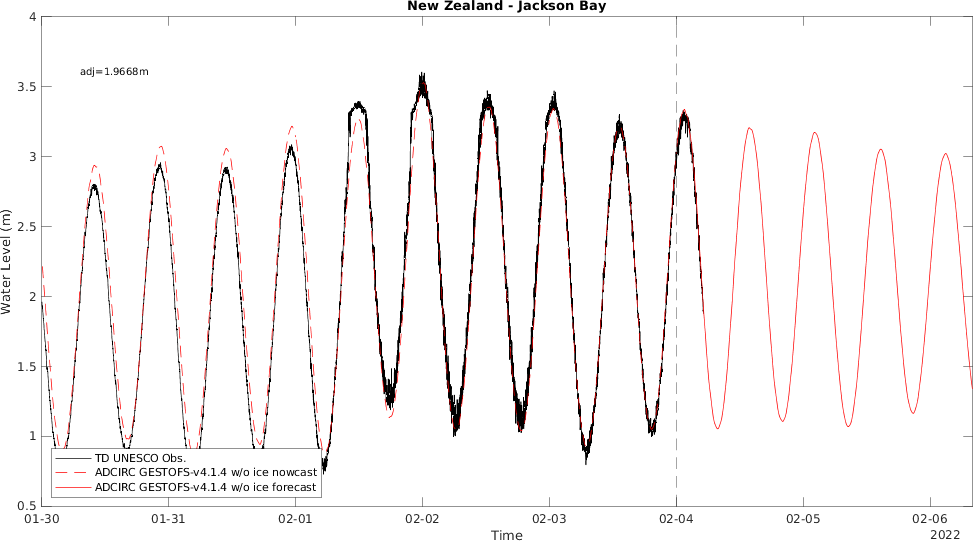 New Zealand - Jackson Bay
4
adj=1.9668m
3.5
3
2.5
2
1.5
1
0.5
Water Level (m)
TD UNESCO Obs.
ADCIRC GESTOFS-v4.1.4 w/o ice nowcast
ADCIRC GESTOFS-v4.1.4 w/o ice forecast
01-30 01-31 02-01 02-02 02-03 02-04 02-05 02-06
Time
2022